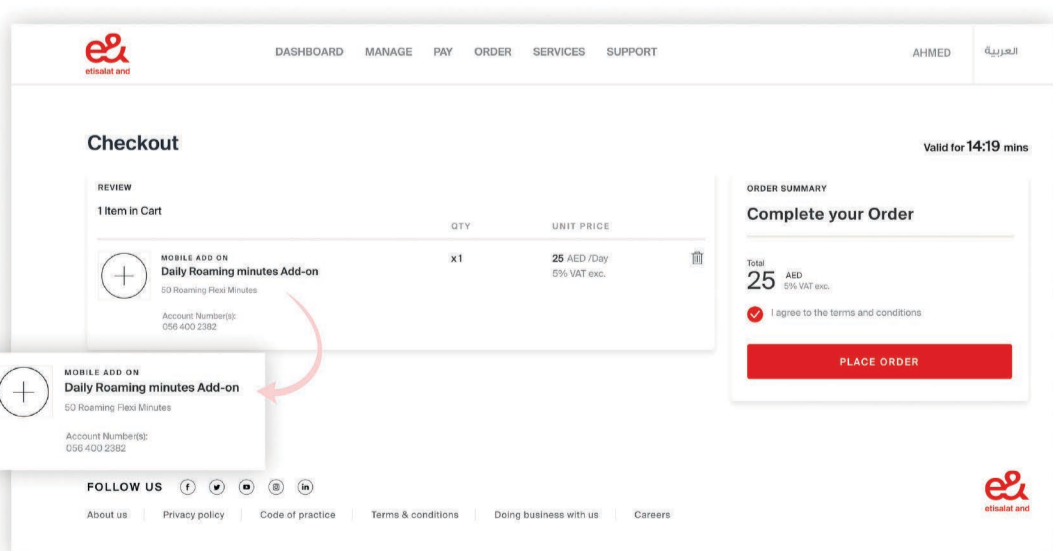 e&
etisalat and
DASHBOARD MANAGE PAY ORDER SERVICES SUPPORT
AHMED
العربية
Checkout
Valid for 14:19 mins
REVIEW
1 Item in Cart
QTY UNIT PRICE
MOBILE ADD ON
Daily Roaming minutes Add-on
50 Roaming Flexi Minutes
Account Number(s):
056 400 2382
x1
25 AED /Day
5% VAT exc.
ORDER SUMMARY
Complete your Order
Total
25 AED
5% VAT exc.
I agree to the terms and conditions
PLACE ORDER
MOBILE ADD ON
Daily Roaming minutes Add-on
50 Roaming Flexi Minutes
Account Number(s):
056 400 2382
FOLLOW US
About us Privacy policy Code of practice Terms & conditions Doing business with us Careers
e&
etisalat and